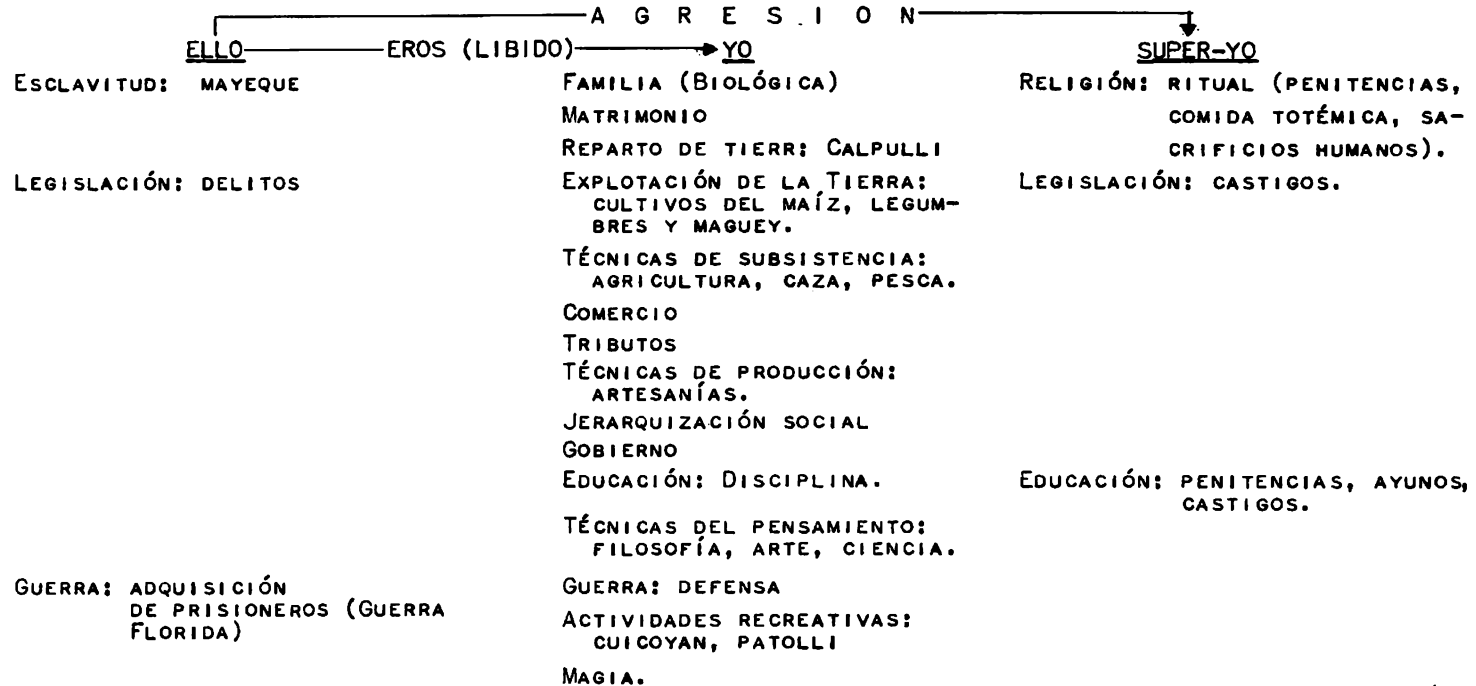 A G R E S I O N
ELLO EROS (LIBIDO) YO SUPER-YO
ESCLAVITUD: MAYEQUE FAMILIA (BIOLÓGICA) RELIGIÓN: RITUAL (PENITENCIAS,
MATRIMONIO COMIDA TOTÉMICA, SA-
REPARTO DE TIERR: CALPULLI CRIFICIOS HUMANOS).
LEGISLACIÓN: DELITOS EXPLOTACIÓN DE LA TIERRA: LEGISLACIÓN: CASTIGOS.
CULTIVOS DEL MAÍZ, LEGUM-
BRES Y MAGUEY.
TÉCNICAS DE SUBSISTENCIA:
AGRICULTURA, CAZA, PESCA.
COMERCIO
TRIBUTOS
TÉCNICAS DE PRODUCCIÓN:
ARTESANÍAS.
JERARQUIZACIÓN SOCIAL
GOBIERNO
EDUCACIÓN: DISCIPLINA. EDUCACIÓN: PENITENCIAS, AYUNOS,
CASTIGOS.
TÉCNICAS DEL PENSAMIENTO:
FILOSOFÍA, ARTE, CIENCIA.
GUERRA: ADQUISICIÓN GUERRA: DEFENSA
DE PRISIONEROS (GUERRA
FLORIDA) ACTIVIDADES RECREATIVAS:
CUICOYAN, PATOLLI
MAGIA.